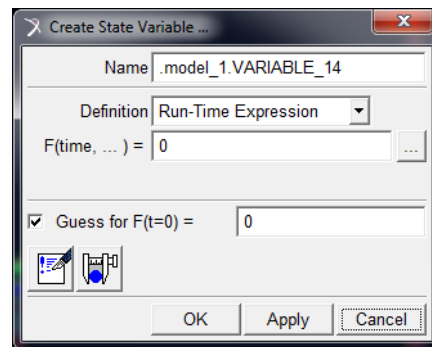 Create State Variable ...
Name .model_1.VARIABLE_14
Definition Run-Time Expression
F(time, ... ) = 0 ...
Guess for F(t=0) = 0
OK Apply Cancel